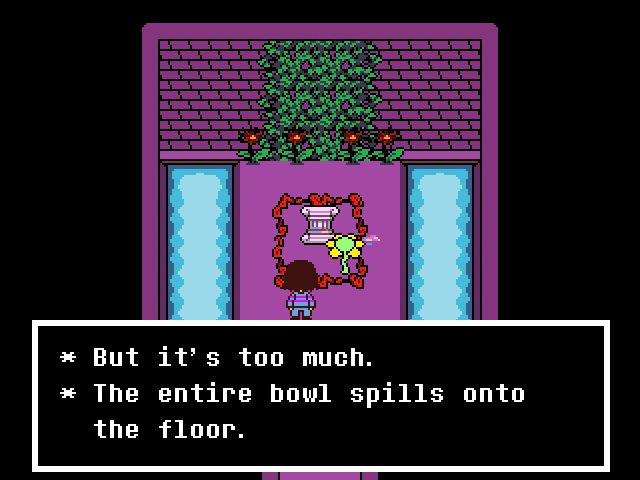 * But it's too much.
* The entire bowl spills onto
the floor.